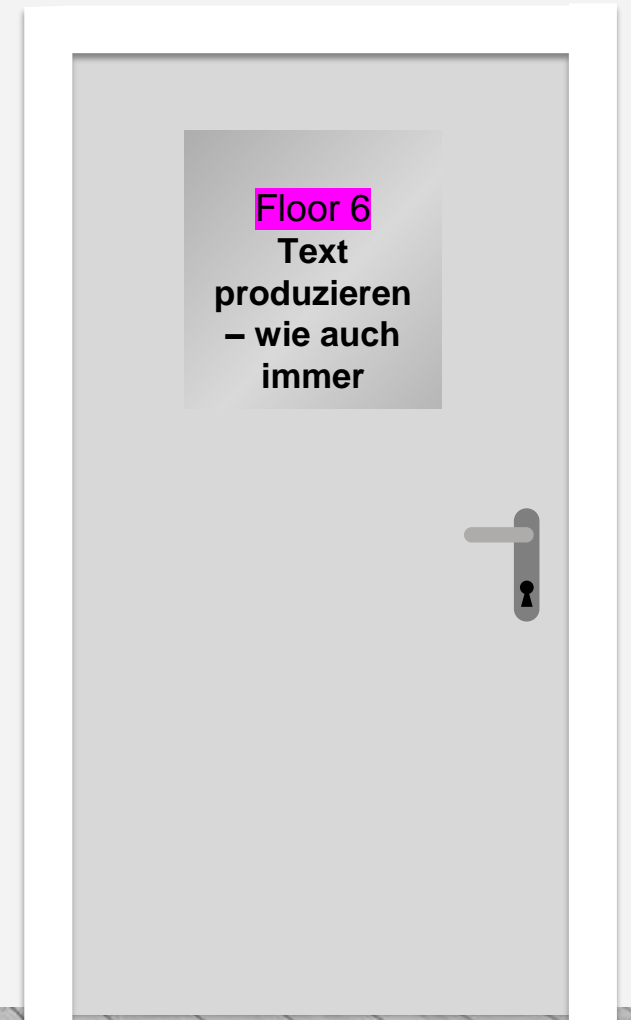 Floor 6
Text
produzieren
– wie auch
immer